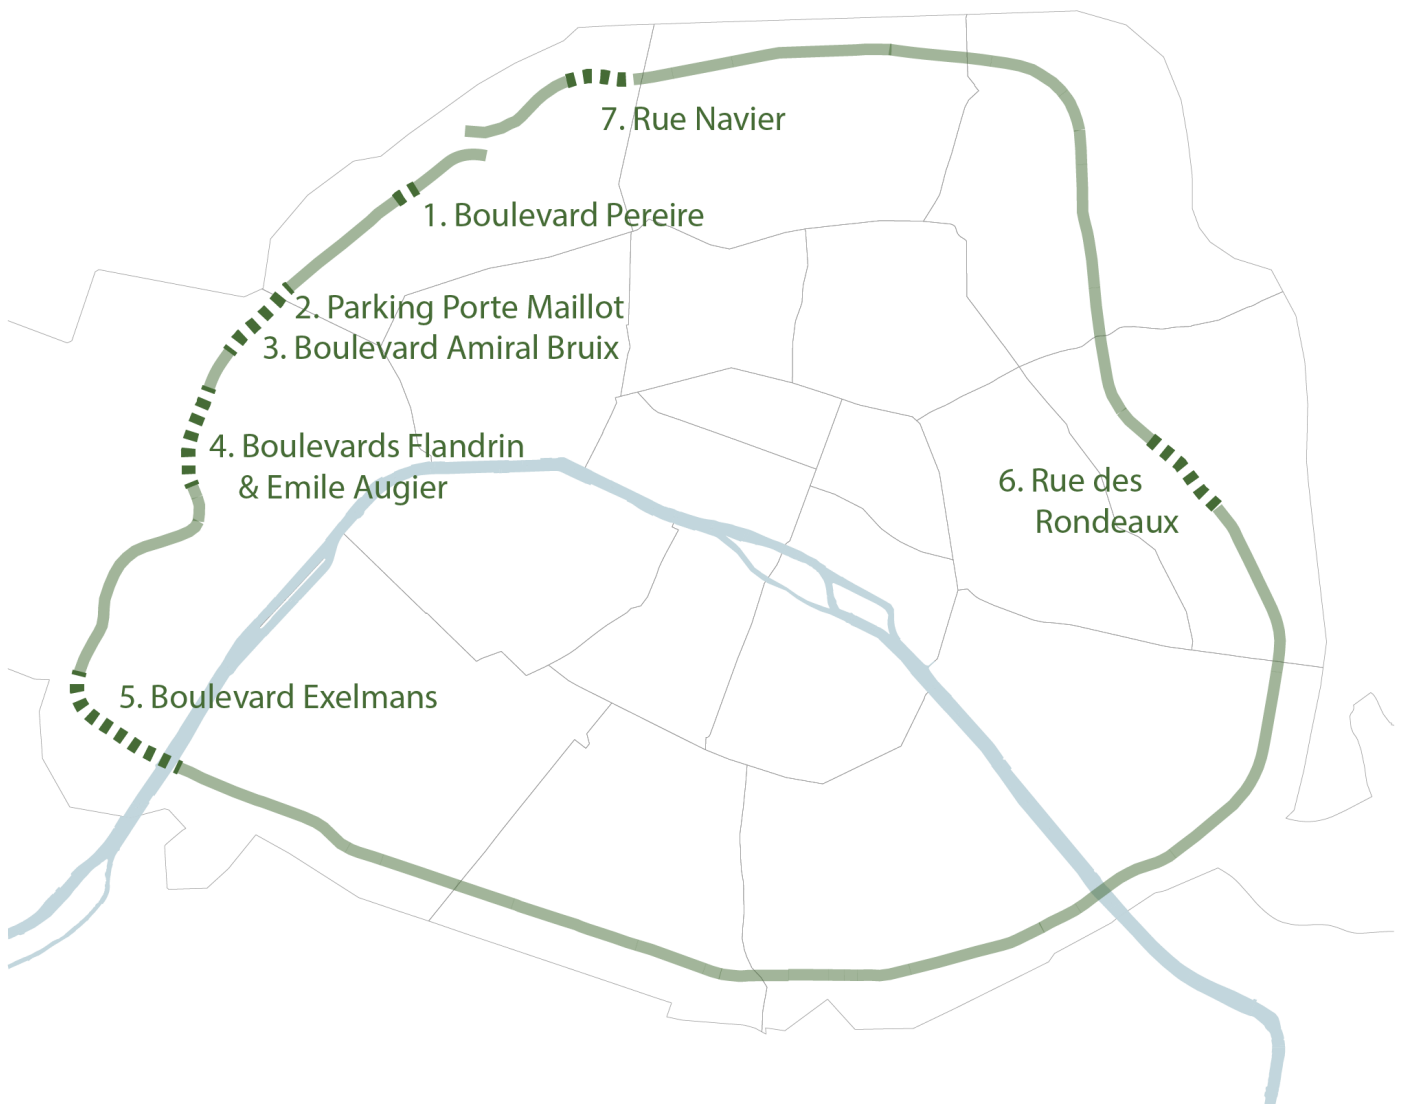 7. Rue Navier
1. Boulevard Pereire
2. Parking Porte Maillot
3. Boulevard Amiral Bruix
4. Boulevards Flandrin
& Emile Augier
6. Rue des
Rondeaux
5. Boulevard Exelmans